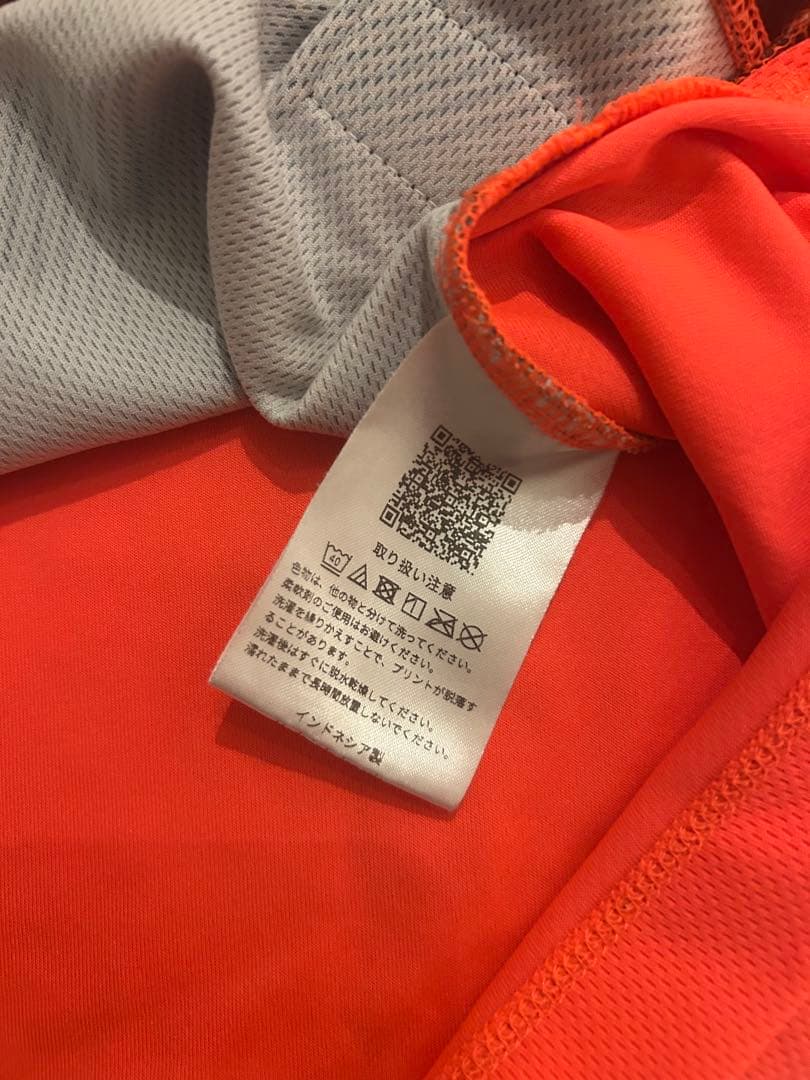 取り扱い注意
40
色物は、他の物と分けて洗ってください。
柔軟剤のご使用はお避けください。
洗濯を繰りかえすことで、プリントが脱落す
ることがあります。
洗濯後はすぐに脱水乾燥してください。
濡れたままで長時間放置しないでください。
インドネシア製